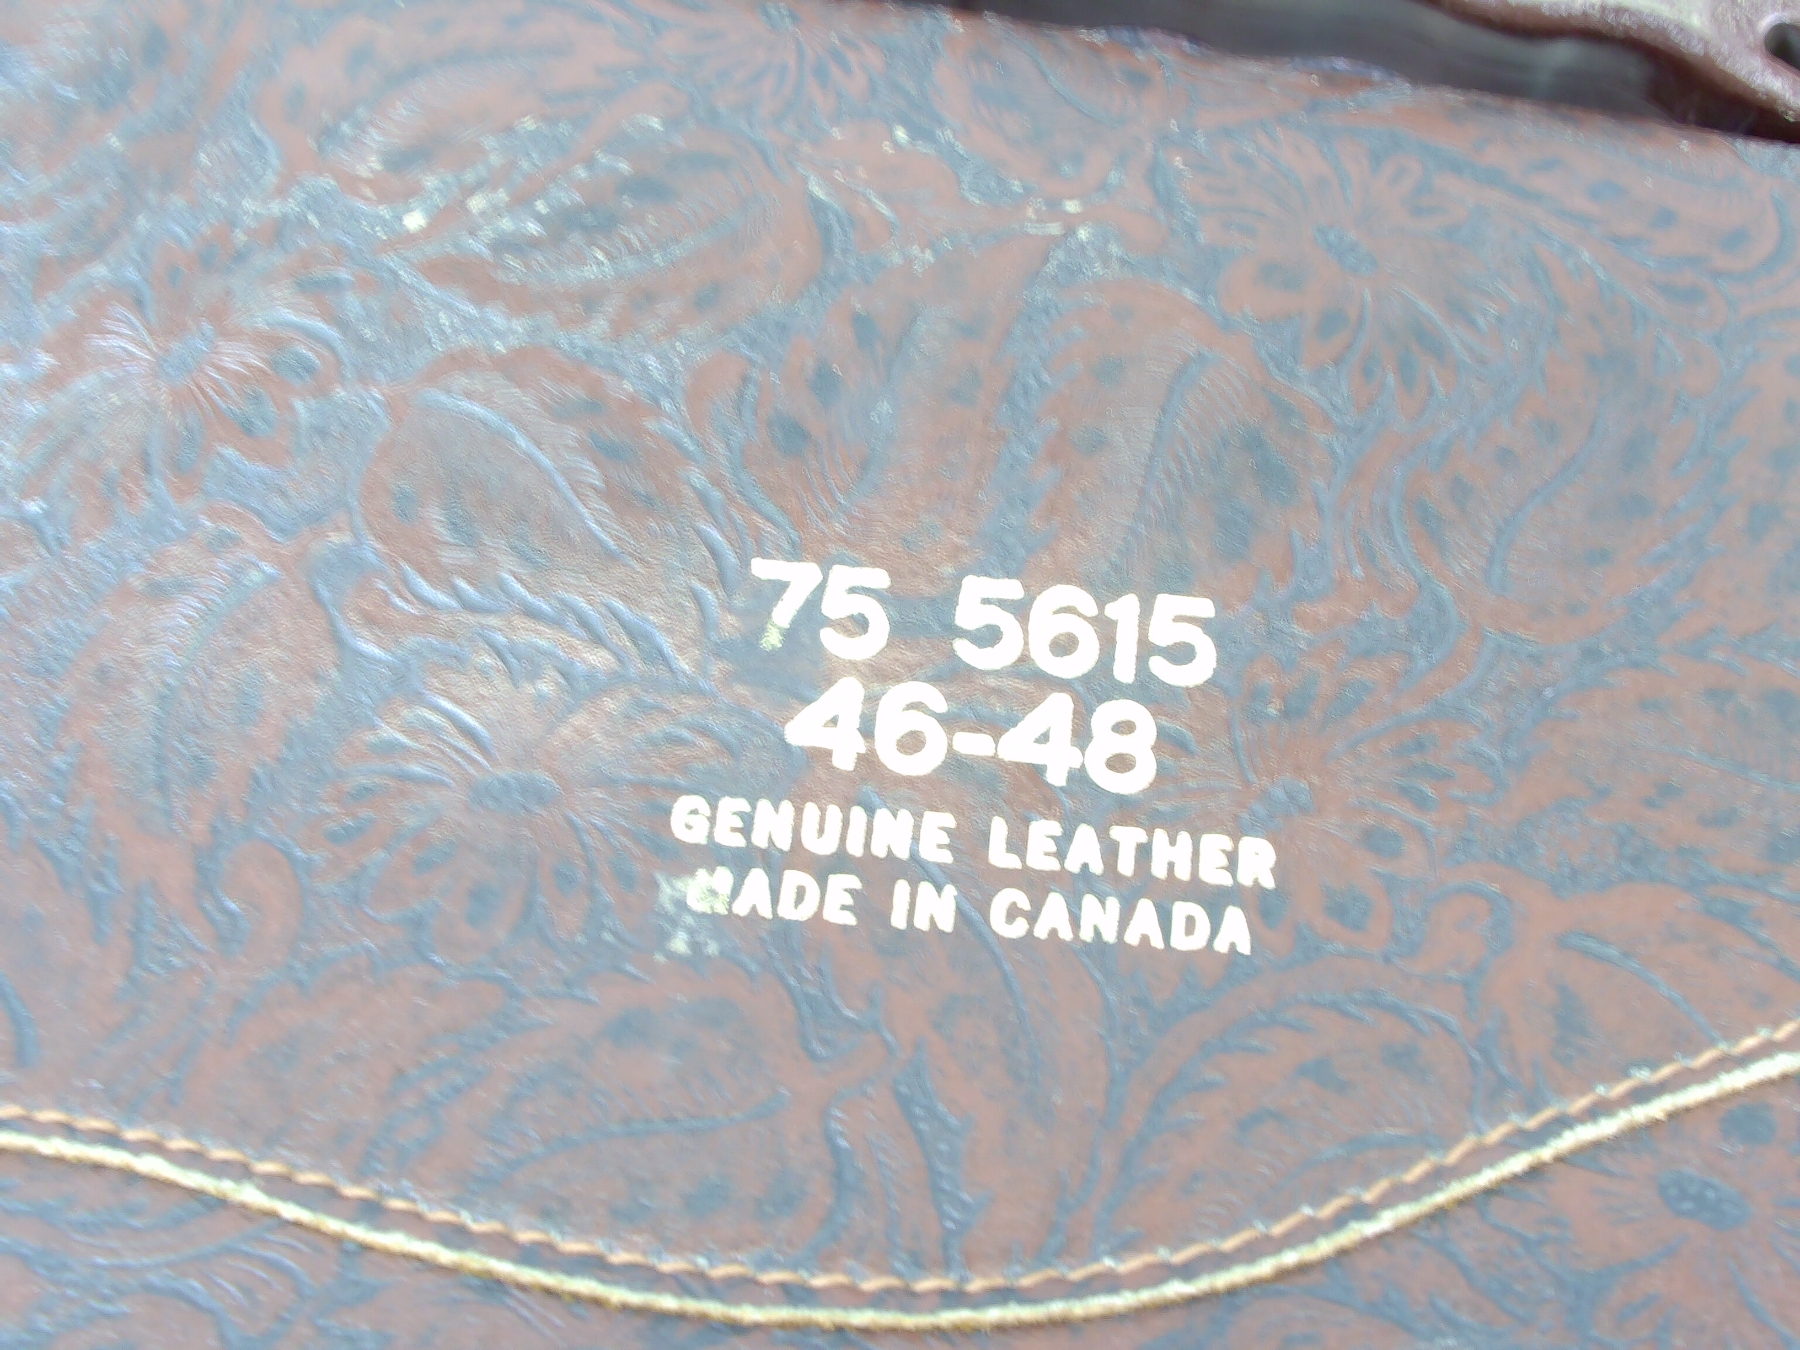 75 5615
46-48
GENUINE LEATHER
MADE IN CANADA